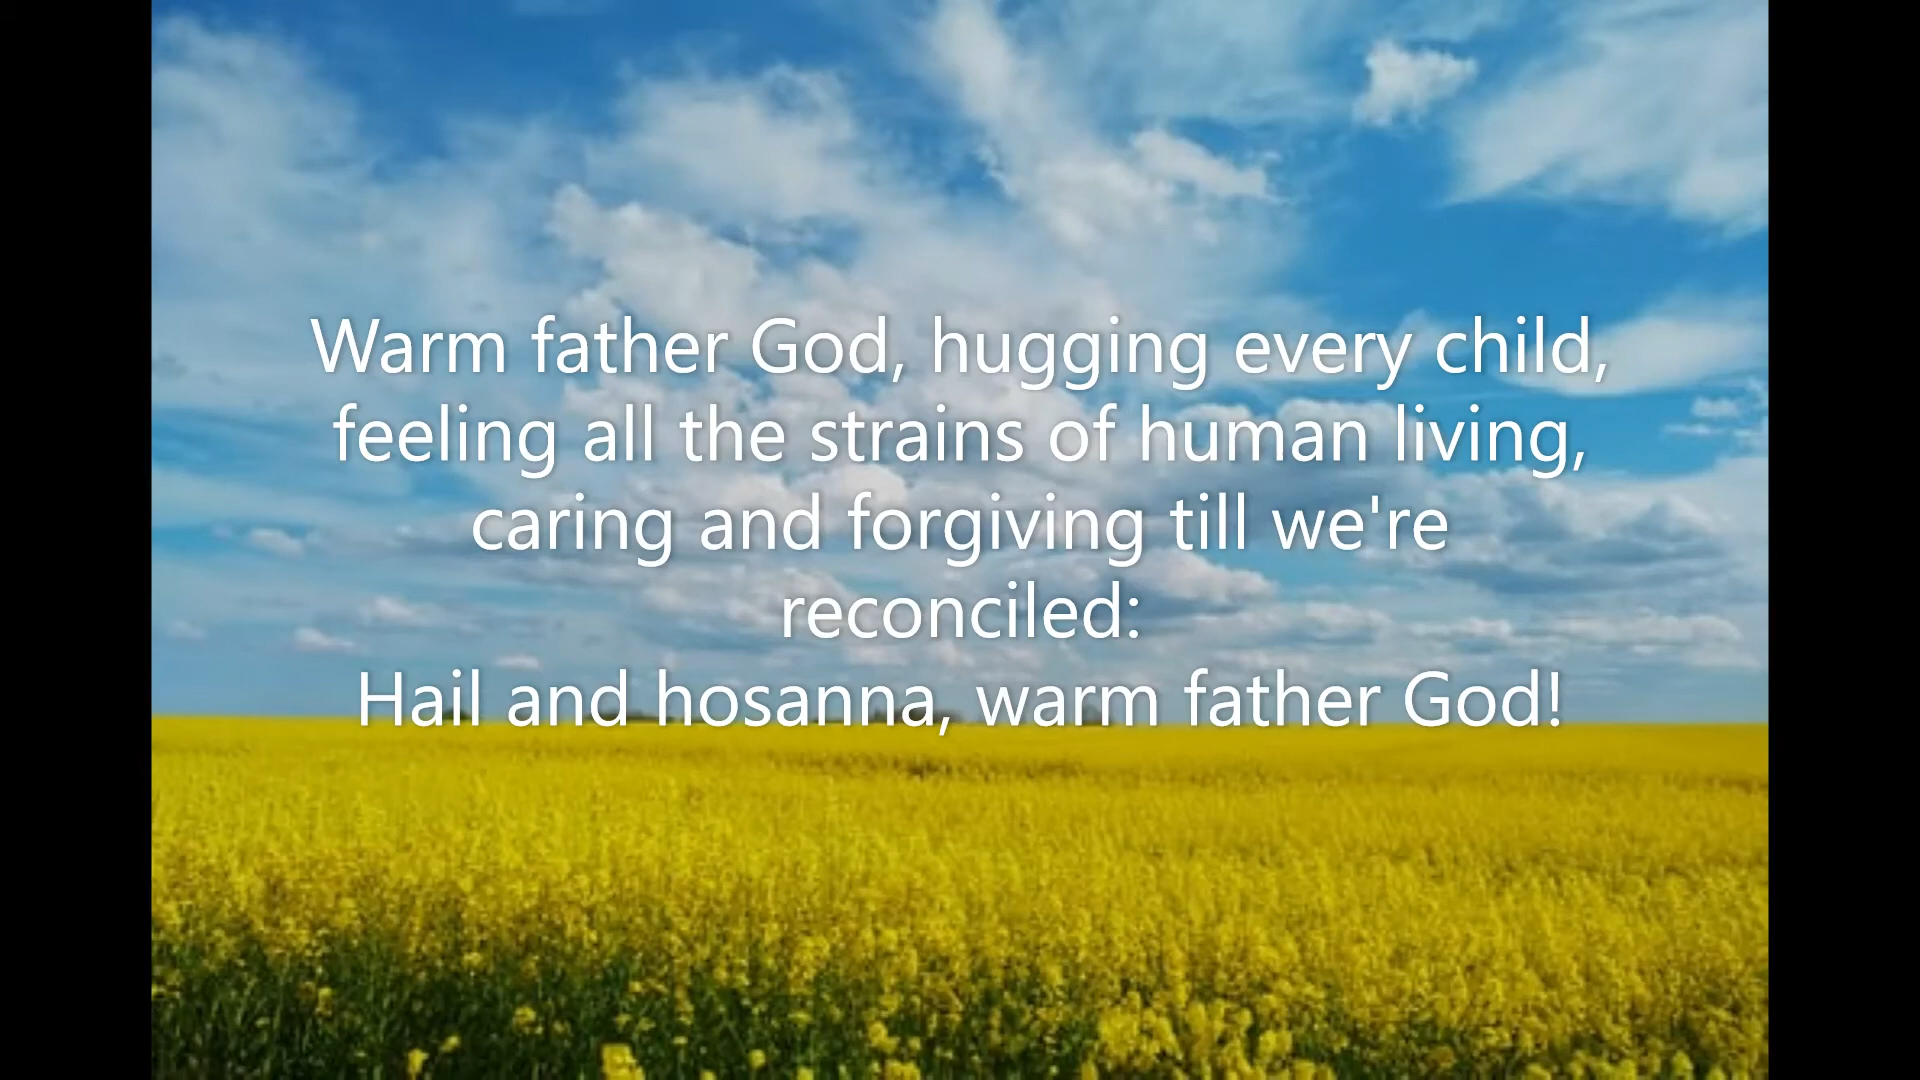 Warm father God, hugging every child,
feeling all the strains of human living,
caring and forgiving till we're
reconciled:
Hail and hosanna, warm father God!